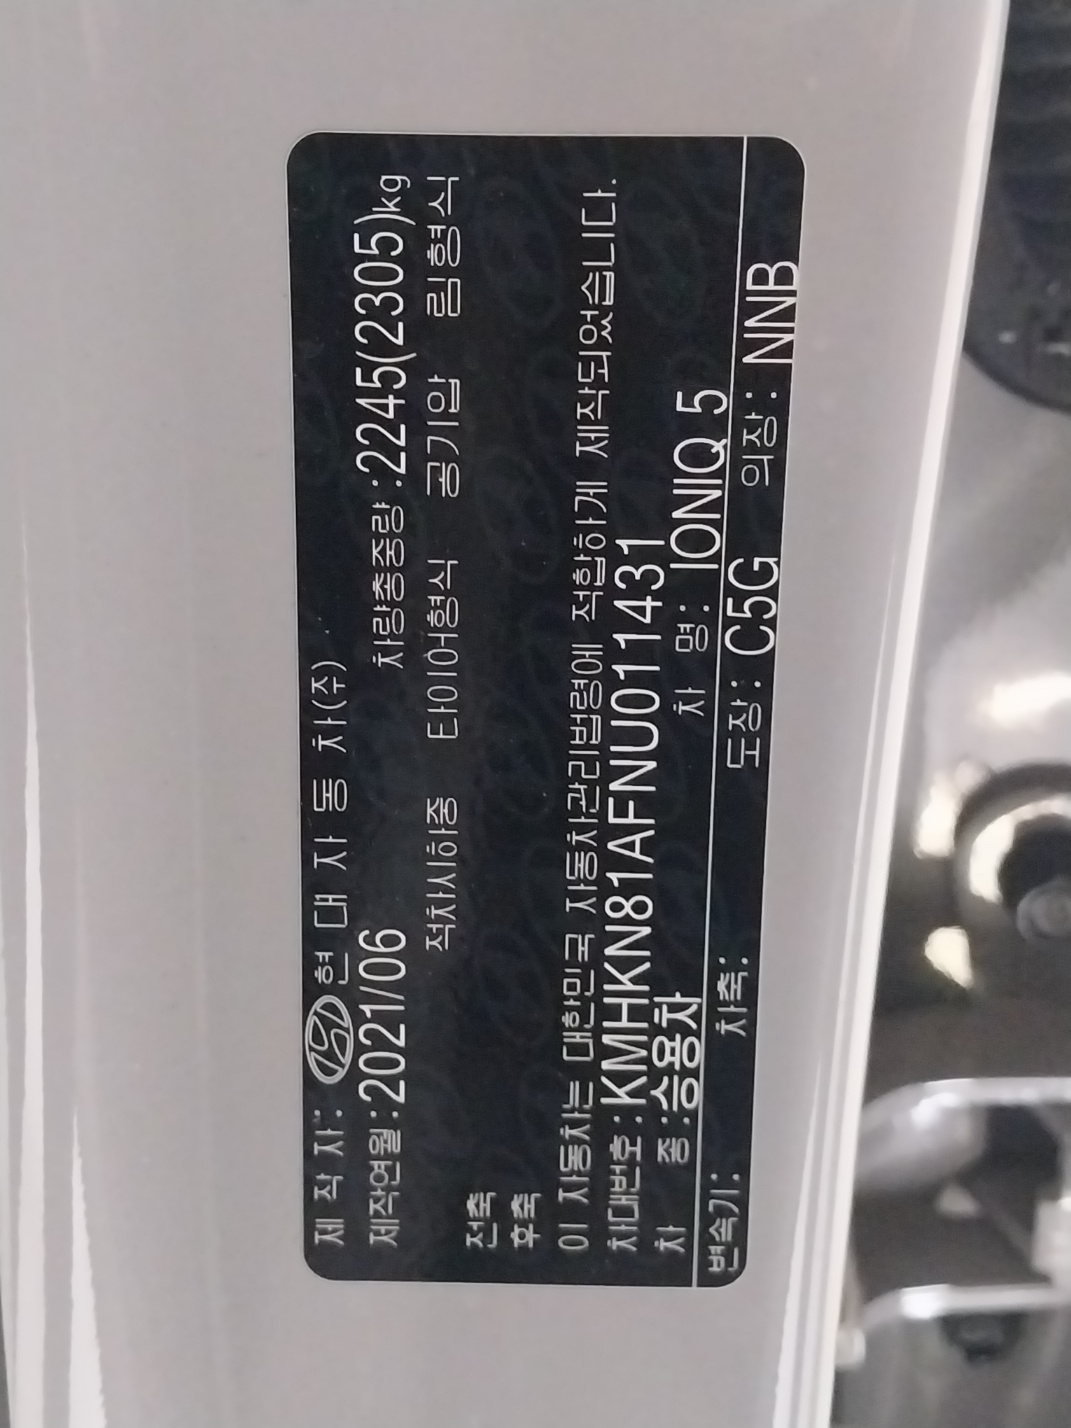 제 작 자 : 현 대 자 동 차(주)
제작연월 : 2021/06 차량총중량 : 2245(2305)kg
적차시하중 타이어형식 공기압 림형식
전축
후축
이 자동차는 대한민국 자동차관리법령에 적합하게 제작되었습니다.
차대번호 : KMHKN81AFNU011431
차 종 : 승용차 차 명 : IONIQ 5
변속기 : 차축 : 도장 : C5G 의장 : NNB